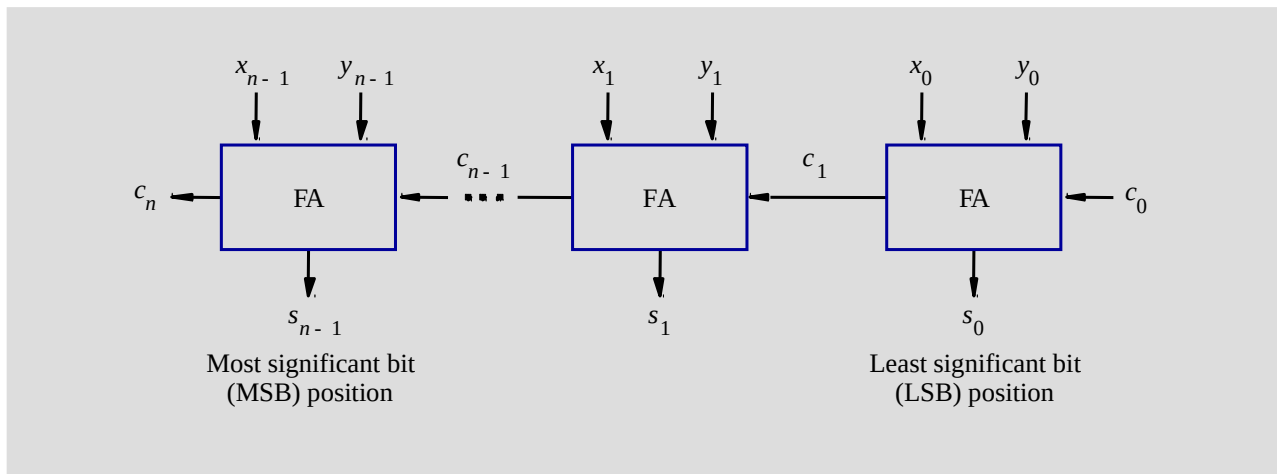 x_{n-1} y_{n-1} x_1 y_1 x_0 y_0
c_{n-1} c_1
c_n FA FA FA c_0
s_{n-1} s_1 s_0
Most significant bit
(MSB) position
Least significant bit
(LSB) position